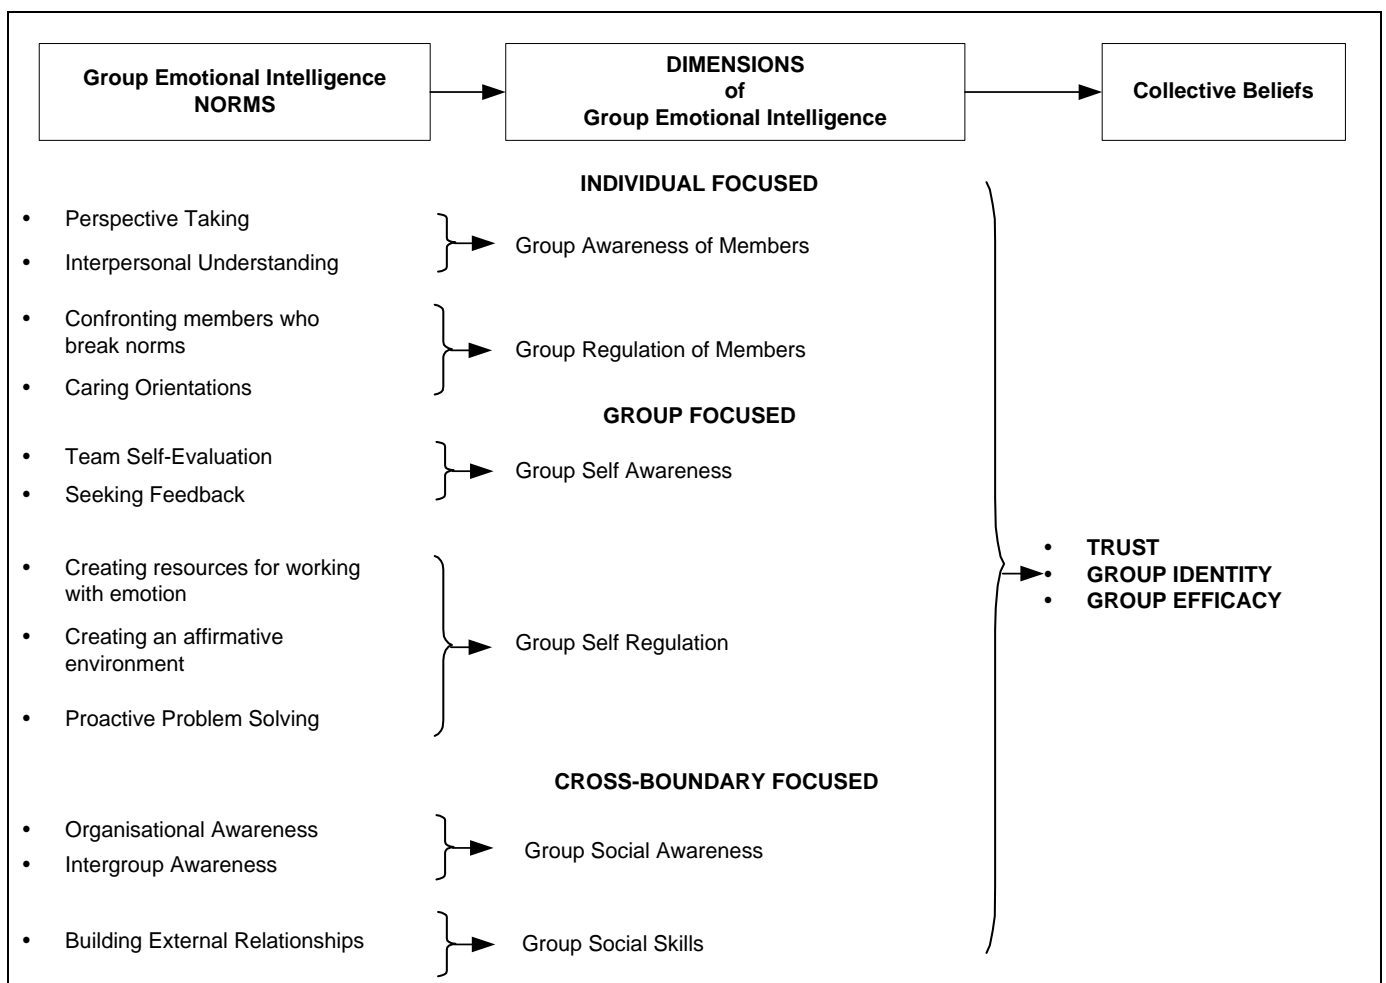 Group Emotional Intelligence
NORMS
DIMENSIONS
of
Group Emotional Intelligence
Collective Beliefs
INDIVIDUAL FOCUSED
• Perspective Taking
• Interpersonal Understanding
Group Awareness of Members
• Confronting members who
break norms
• Caring Orientations
Group Regulation of Members
GROUP FOCUSED
• Team Self-Evaluation
• Seeking Feedback
Group Self Awareness
• Creating resources for working
with emotion
• Creating an affirmative
environment
• Proactive Problem Solving
Group Self Regulation
CROSS-BOUNDARY FOCUSED
• Organisational Awareness
• Intergroup Awareness
Group Social Awareness
• Building External Relationships
Group Social Skills
• TRUST
• GROUP IDENTITY
• GROUP EFFICACY